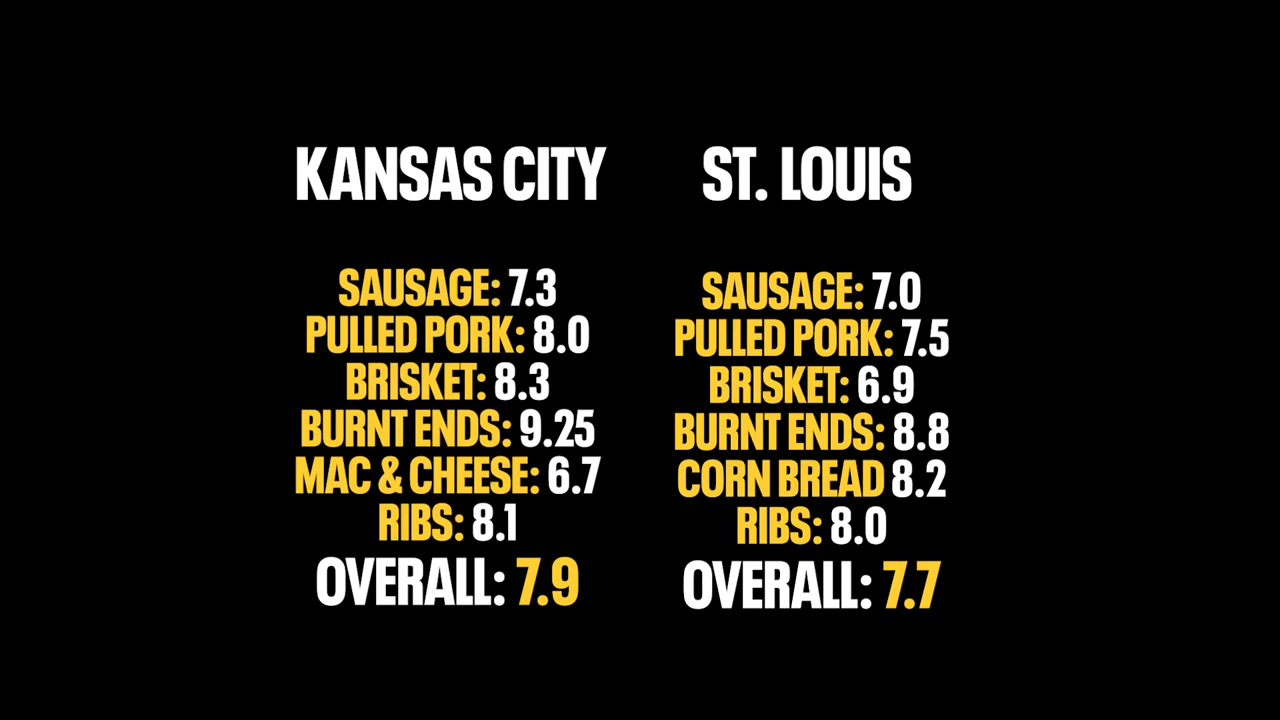 KANSAS CITY
SAUSAGE: 7.3
PULLED PORK: 8.0
BRISKET: 8.3
BURNT ENDS: 9.25
MAC & CHEESE: 6.7
RIBS: 8.1
OVERALL: 7.9
ST. LOUIS
SAUSAGE: 7.0
PULLED PORK: 7.5
BRISKET: 6.9
BURNT ENDS: 8.8
CORN BREAD 8.2
RIBS: 8.0
OVERALL: 7.7